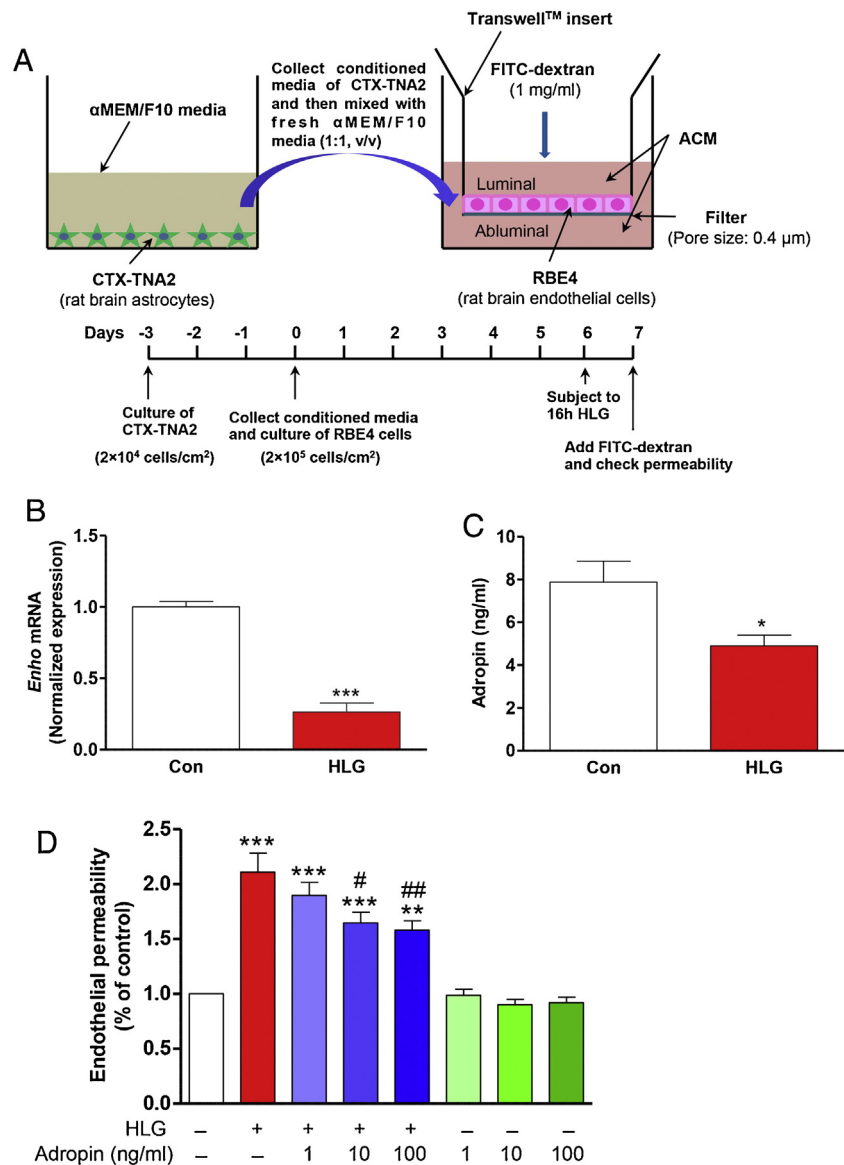 A
Transwell™ insert
Collect conditioned
media of CTX-TNA2
and then mixed with
fresh αMEM/F10
media (1:1, v/v)
FITC-dextran
(1 mg/ml)
αMEM/F10 media
ACM
Luminal
Abluminal
Filter
(Pore size: 0.4 µm)
CTX-TNA2
(rat brain astrocytes)
RBE4
(rat brain endothelial cells)
Days -3 -2 -1 0 1 2 3 4 5 6 7
Culture of
CTX-TNA2
(2×10⁴ cells/cm²)
Collect conditioned media
and culture of RBE4 cells
(2×10⁵ cells/cm²)
Subject to
16h HLG
Add FITC-dextran
and check permeability
B
Enho mRNA
(Normalized expression)
1.5
1.0
0.5
0.0
***
Con HLG
C
Adropin (ng/ml)
10
8
6
4
2
0
*
Con HLG
D
Endothelial permeability
(% of control)
2.5
2.0
1.5
1.0
0.5
0.0
***
***
#
***
##
**
HLG – + + + + – – –
Adropin (ng/ml) – – 1 10 100 1 10 100